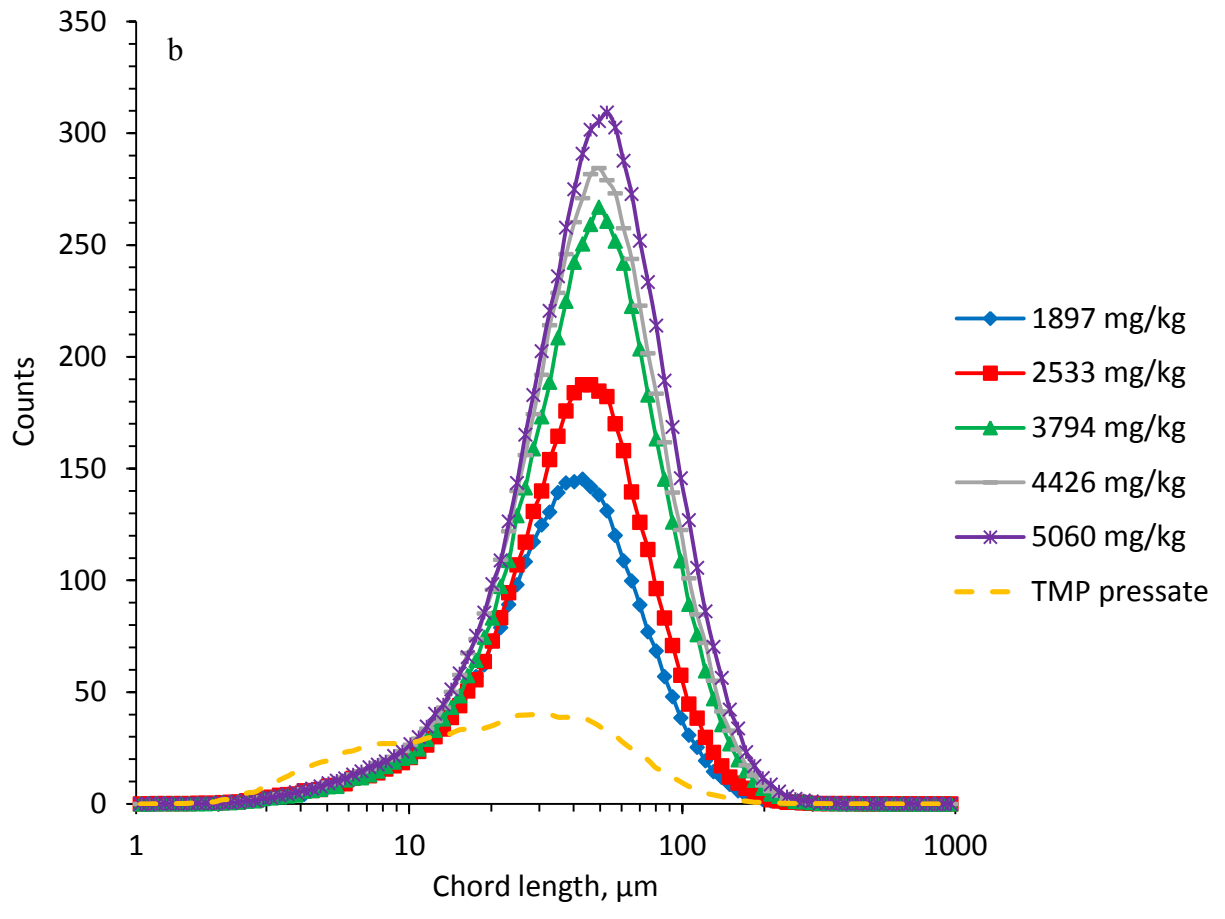 b
350
300
250
200
150
100
50
0
Counts
1 10 100 1000
Chord length, µm
1897 mg/kg
2533 mg/kg
3794 mg/kg
4426 mg/kg
5060 mg/kg
TMP pressate